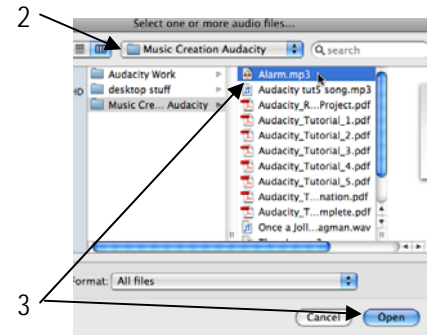 2
Select one or more audio files...
Music Creation Audacity
search
HD
Audacity Work
desktop stuff
Music Cre... Audacity
Alarm.mp3
Audacity tut5 song.mp3
Audacity_R...Project.pdf
Audacity_Tutorial_1.pdf
Audacity_Tutorial_2.pdf
Audacity_Tutorial_3.pdf
Audacity_Tutorial_4.pdf
Audacity_Tutorial_5.pdf
Audacity_T...nation.pdf
Audacity_T...mplete.pdf
Once a Joll...agman.wav
Format: All files
3
Cancel
Open